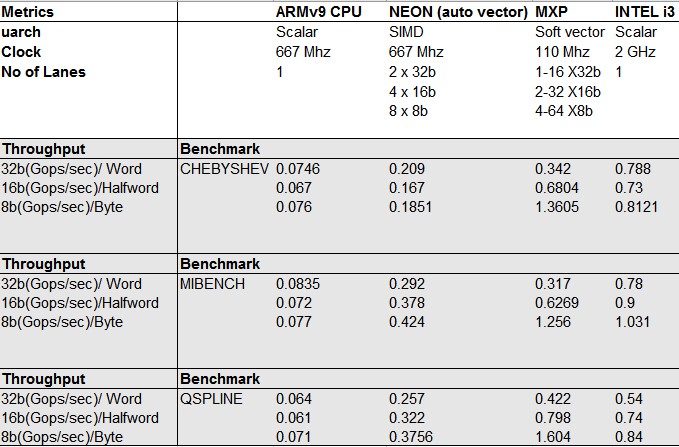 Metrics ARMv9 CPU NEON (auto vector) MXP INTEL i3
uarch Scalar SIMD Soft vector Scalar
Clock 667 Mhz 667 Mhz 110 Mhz 2 GHz
No of Lanes 1 2 x 32b 1-16 X32b 1
4 x 16b 2-32 X16b
8 x 8b 4-64 X8b
Throughput Benchmark
32b(Gops/sec)/ Word CHEBYSHEV 0.0746 0.209 0.342 0.788
16b(Gops/sec)/Halfword 0.067 0.167 0.6804 0.73
8b(Gops/sec)/Byte 0.076 0.1851 1.3605 0.8121
Throughput Benchmark
32b(Gops/sec)/ Word MIBENCH 0.0835 0.292 0.317 0.78
16b(Gops/sec)/Halfword 0.072 0.378 0.6269 0.9
8b(Gops/sec)/Byte 0.077 0.424 1.256 1.031
Throughput Benchmark
32b(Gops/sec)/ Word QSPLINE 0.064 0.257 0.422 0.54
16b(Gops/sec)/Halfword 0.061 0.322 0.798 0.74
8b(Gops/sec)/Byte 0.071 0.3756 1.604 0.84